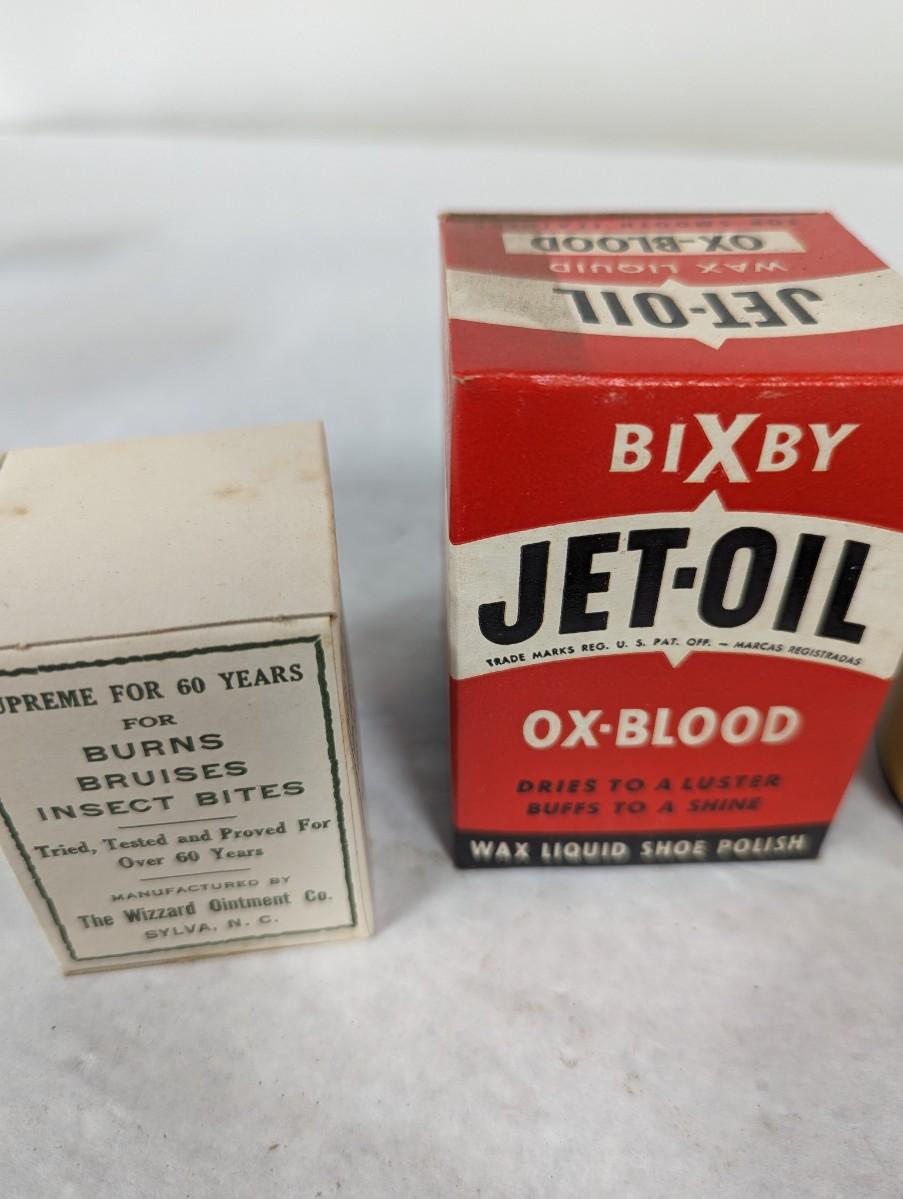 UPREME FOR 60 YEARS
FOR
BURNS
BRUISES
INSECT BITES
Tried, Tested and Proved For
Over 60 Years
MANUFACTURED BY
The Wizzard Ointment Co.
SYLVA, N. C.
FOR SMOOTH
OX-BLOOD
WAX LIQUID
JET-OIL
BIXBY
JET-OIL
TRADE MARKS REG. U. S. PAT. OFF. — MARCAS REGISTRADAS
OX-BLOOD
DRIES TO A LUSTER
BUFFS TO A SHINE
WAX LIQUID SHOE POLISH